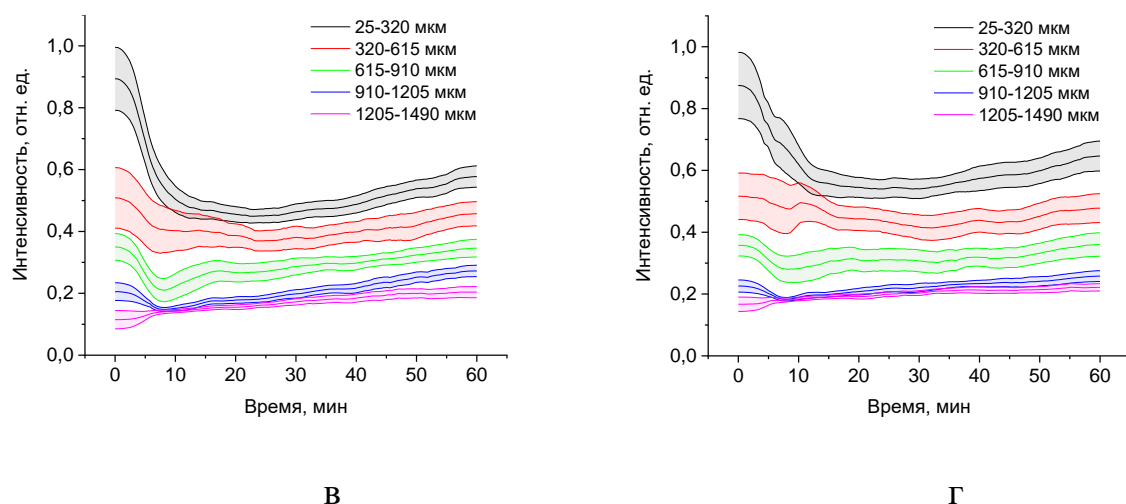 25-320 мкм
320-615 мкм
615-910 мкм
910-1205 мкм
1205-1490 мкм
1,0
0,8
0,6
0,4
0,2
0,0
Интенсивность, отн. ед.
0 10 20 30 40 50 60
Время, мин
в
25-320 мкм
320-615 мкм
615-910 мкм
910-1205 мкм
1205-1490 мкм
1,0
0,8
0,6
0,4
0,2
0,0
Интенсивность, отн. ед.
0 10 20 30 40 50 60
Время, мин
г